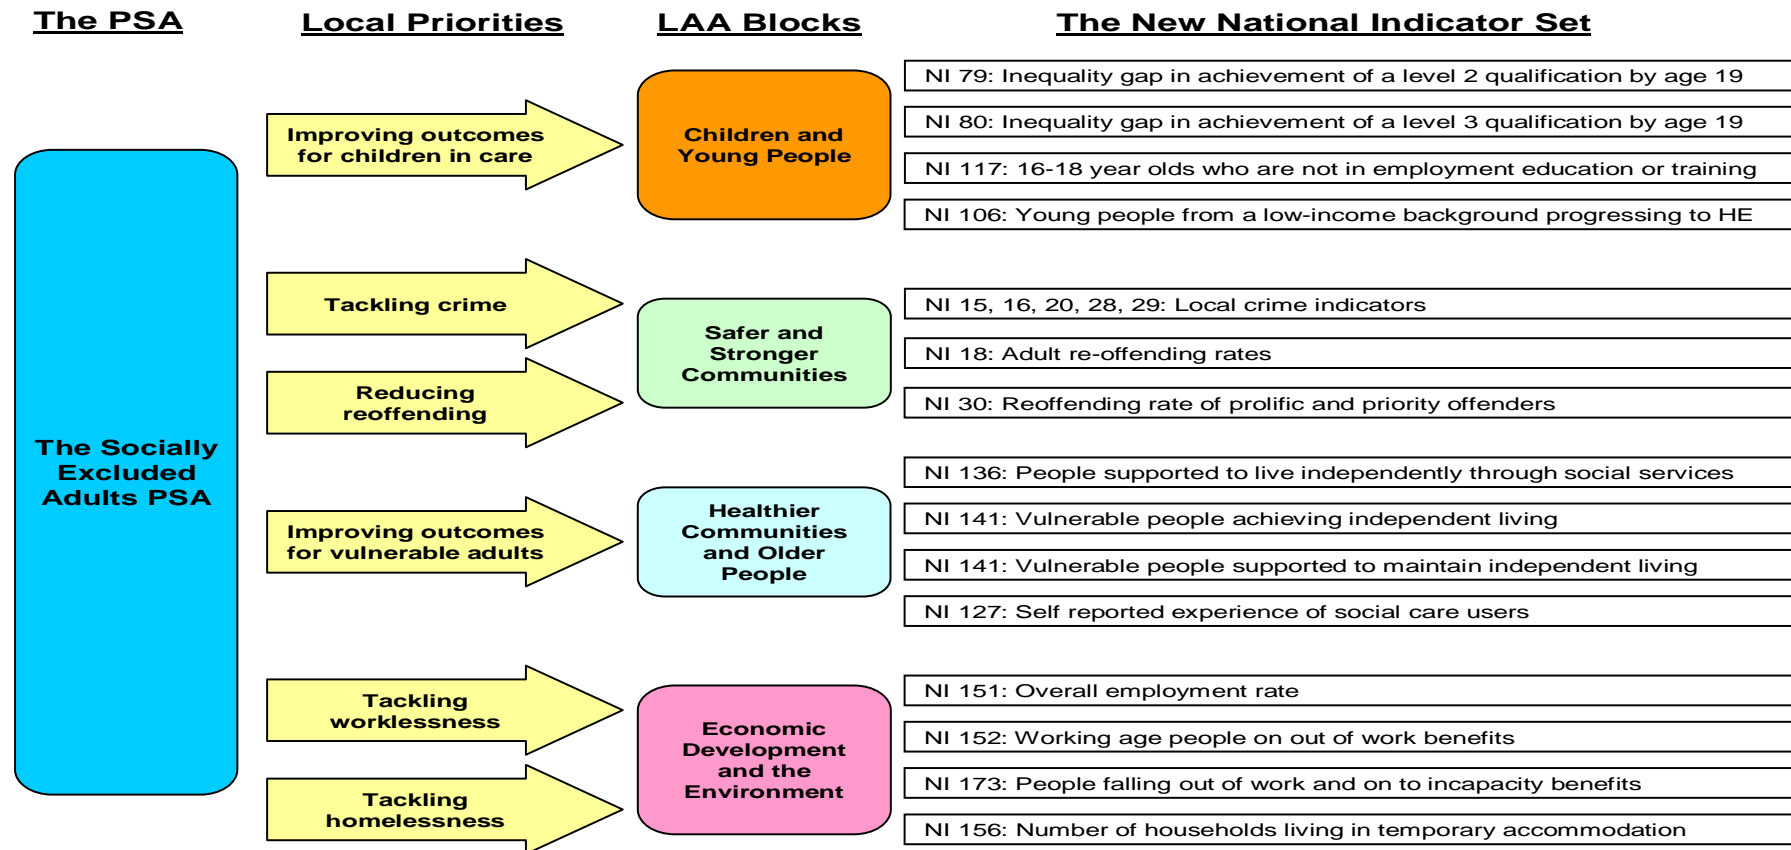 The PSA
Local Priorities
LAA Blocks
The New National Indicator Set
The Socially
Excluded
Adults PSA
Improving outcomes
for children in care
Children and
Young People
NI 79: Inequality gap in achievement of a level 2 qualification by age 19
NI 80: Inequality gap in achievement of a level 3 qualification by age 19
NI 117: 16-18 year olds who are not in employment education or training
NI 106: Young people from a low-income background progressing to HE
Tackling crime
Reducing
reoffending
Safer and
Stronger
Communities
NI 15, 16, 20, 28, 29: Local crime indicators
NI 18: Adult re-offending rates
NI 30: Reoffending rate of prolific and priority offenders
Improving outcomes
for vulnerable adults
Healthier
Communities
and Older
People
NI 136: People supported to live independently through social services
NI 141: Vulnerable people achieving independent living
NI 141: Vulnerable people supported to maintain independent living
NI 127: Self reported experience of social care users
Tackling
worklessness
Tackling
homelessness
Economic
Development
and the
Environment
NI 151: Overall employment rate
NI 152: Working age people on out of work benefits
NI 173: People falling out of work and on to incapacity benefits
NI 156: Number of households living in temporary accommodation